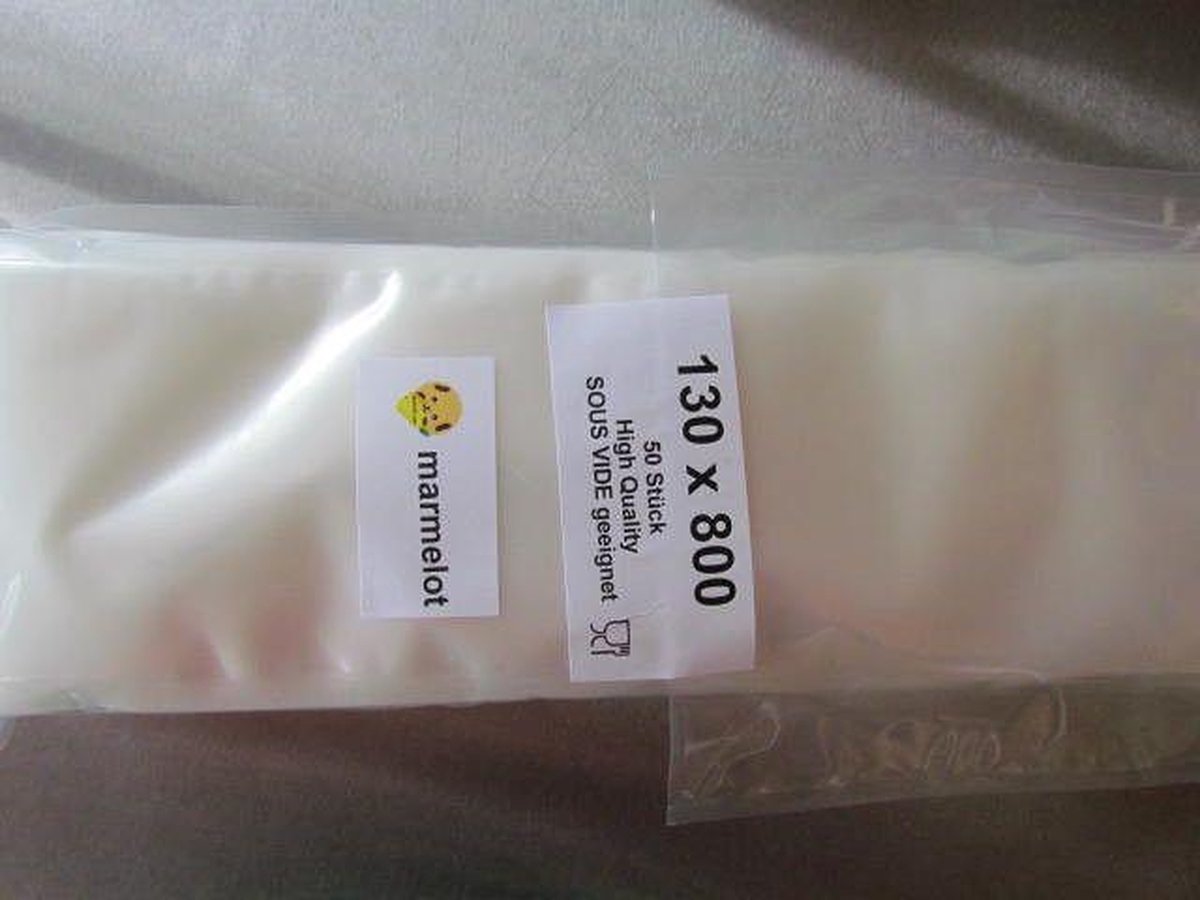 130 x 800
50 Stück
High Quality
SOUS VIDE geeignet
marmelot